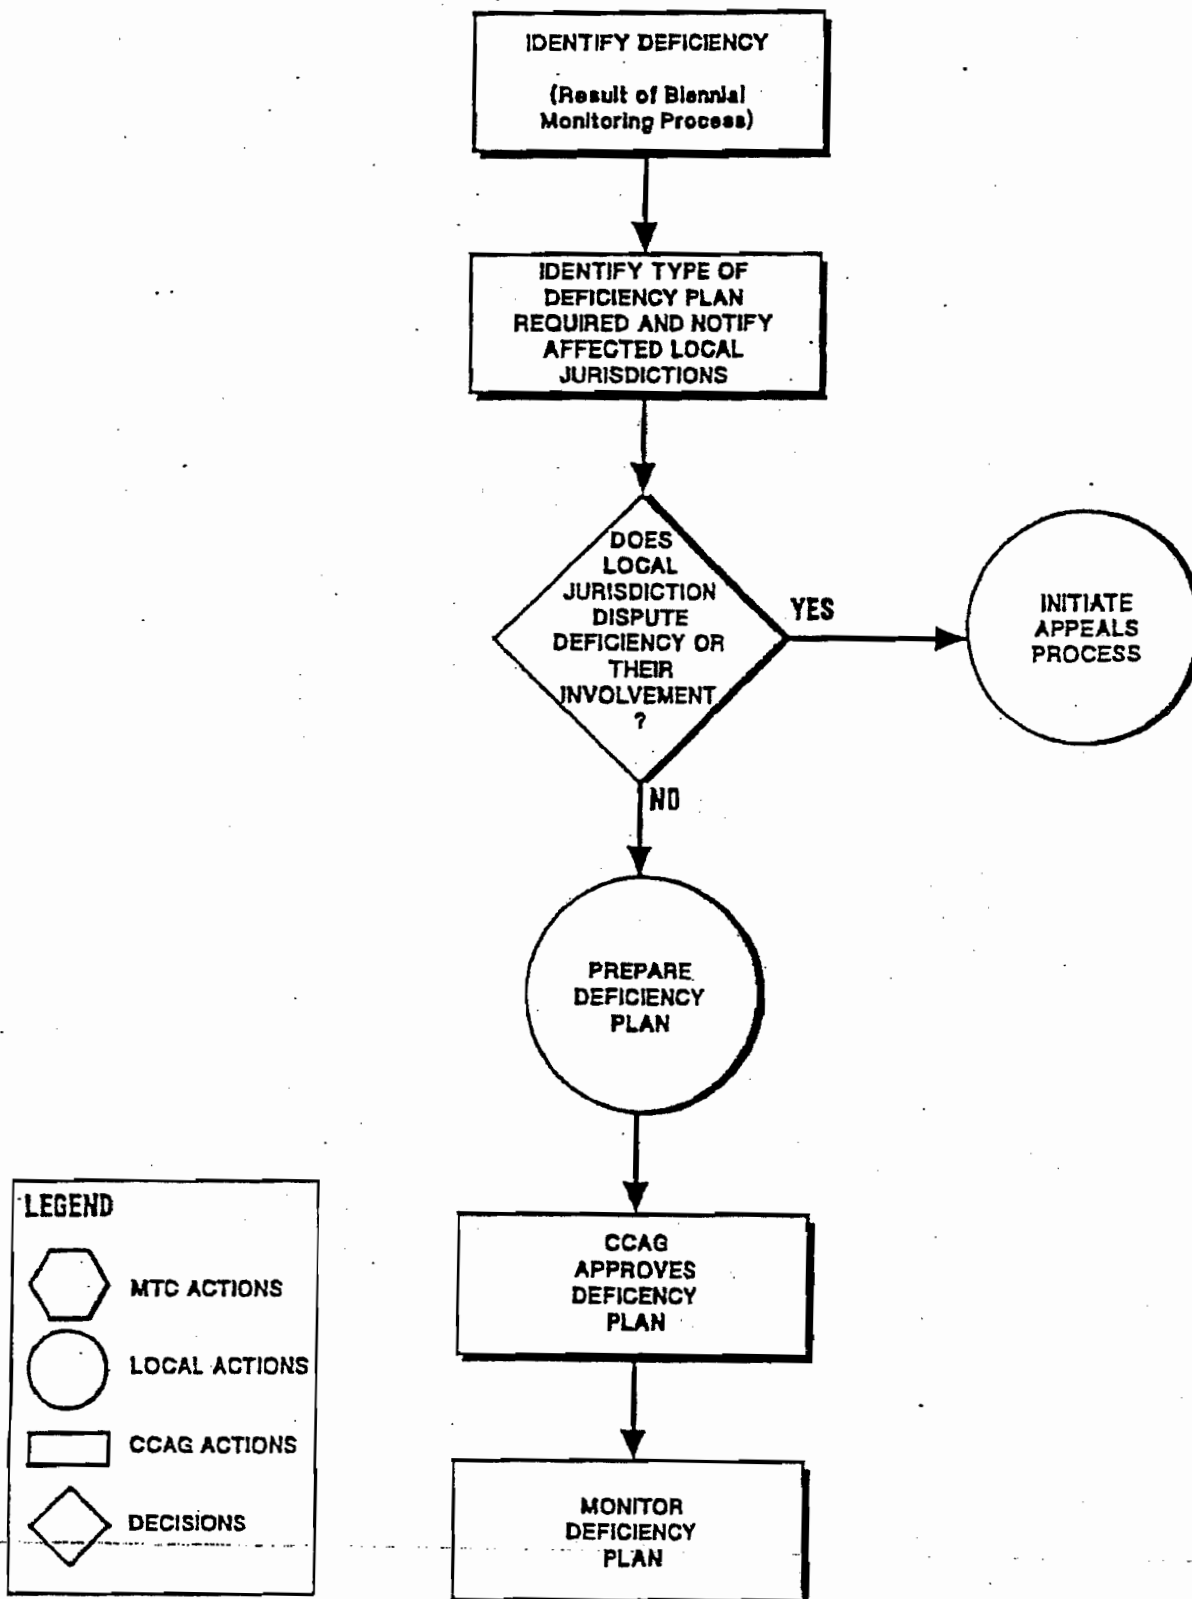 IDENTIFY DEFICIENCY
(Result of Biennial
Monitoring Process)
IDENTIFY TYPE OF
DEFICIENCY PLAN
REQUIRED AND NOTIFY
AFFECTED LOCAL
JURISDICTIONS
DOES
LOCAL
JURISDICTION
DISPUTE
DEFICIENCY OR
THEIR
INVOLVEMENT
?
YES
INITIATE
APPEALS
PROCESS
NO
PREPARE
DEFICIENCY
PLAN
CCAG
APPROVES
DEFICENCY
PLAN
MONITOR
DEFICIENCY
PLAN
LEGEND
MTC ACTIONS
LOCAL ACTIONS
CCAG ACTIONS
DECISIONS